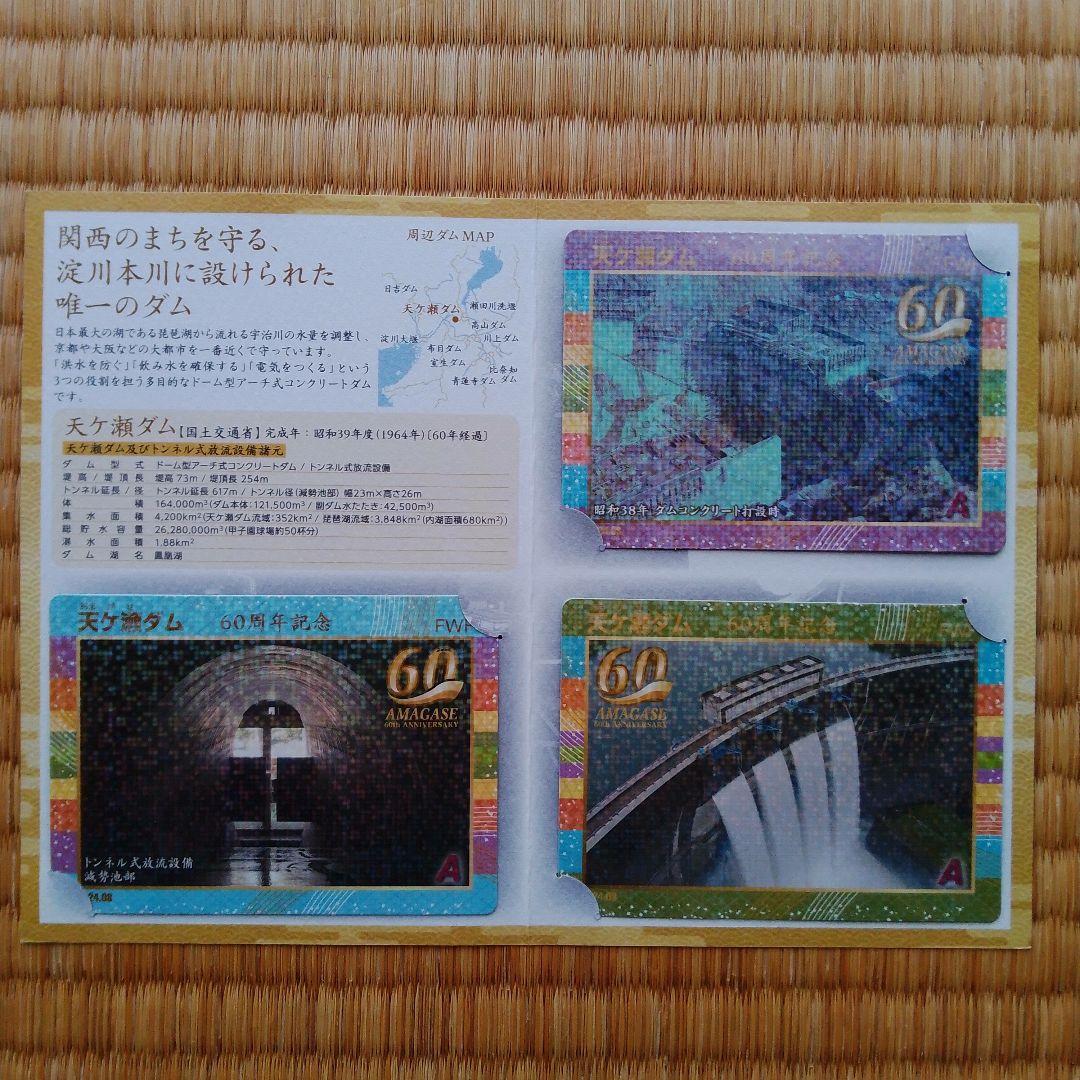 関西のまちを守る、
淀川本川に設けられた
唯一のダム
日本最大の湖である琵琶湖から流れる宇治川の水量を調整し、
京都や大阪などの大都市を一番近くで守っています。
「洪水を防ぐ」「飲み水を確保する」「電気をつくる」という
3つの役割を担う多目的なドーム型アーチ式コンクリートダム
です。
周辺ダムMAP
日吉ダム
天ケ瀬ダム
瀬田川洗堰
高山ダム
淀川大堰
川上ダム
布目ダム
室生ダム
比奈知
ダム
青蓮寺ダム
天ケ瀬ダム【国土交通省】完成年：昭和39年度(1964年)〔60年経過〕
天ケ瀬ダム及びトンネル式放流設備諸元
ダム型式 ドーム型アーチ式コンクリートダム / トンネル式放流設備
堤高 / 堤頂長 堤高 73m / 堤頂長 254m
トンネル延長 / 径 トンネル延長 617m / トンネル径(減勢池部) 幅23m×高さ26m
体積 164,000m³(ダム本体：121,500m³ / 副ダム水たたき：42,500m³)
集水面積 4,200km²(天ケ瀬ダム流域：352km² / 琵琶湖流域：3,848km²(内湖面積680km²))
総貯水容量 26,280,000m³(甲子園球場約50杯分)
湛水面積 1.88km²
ダム湖名 鳳凰湖
天ケ瀬ダム 60周年記念
60
AMAGASE
昭和38年 ダムコンクリート打設時
A
天ケ瀬ダム 60周年記念 FWP
60
AMAGASE
60th ANNIVERSARY
トンネル式放流設備
減勢池部
A
24.08
天ケ瀬ダム 60周年記念
60
AMAGASE
60th ANNIVERSARY
A